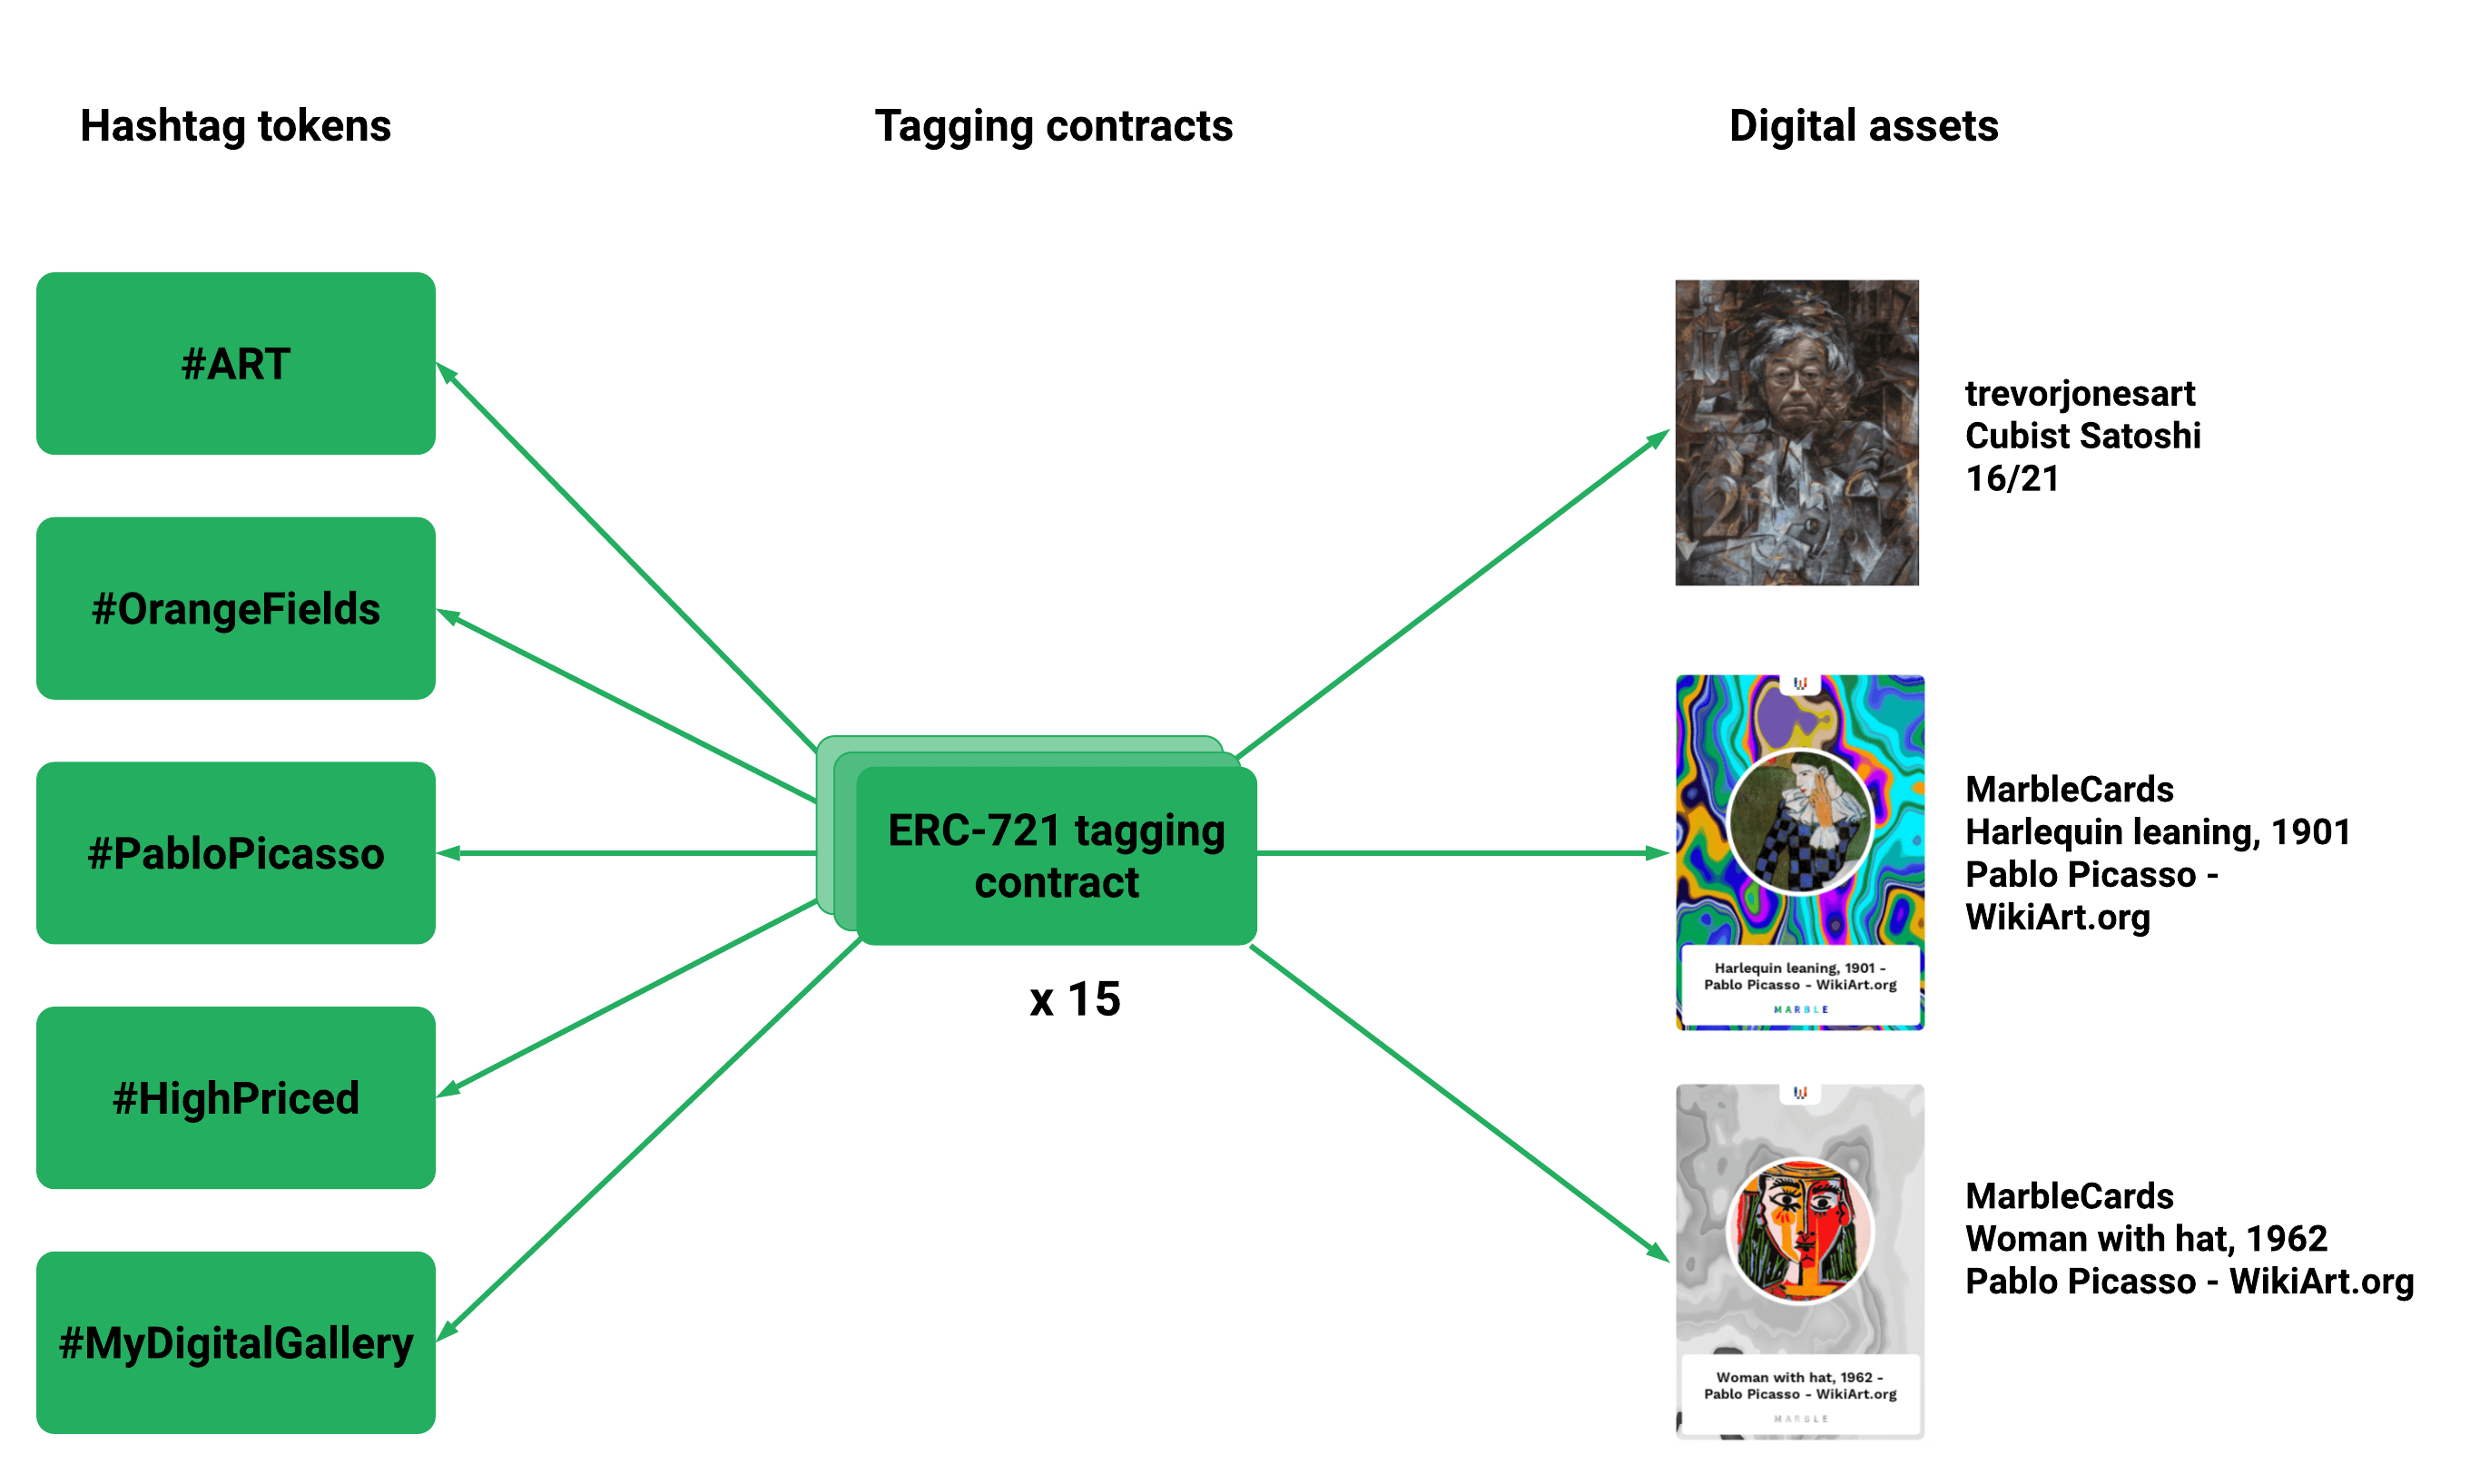 Hashtag tokens
Tagging contracts
Digital assets
#ART
#OrangeFields
#PabloPicasso
#HighPriced
#MyDigitalGallery
ERC-721 tagging
contract
x 15
trevorjonesart
Cubist Satoshi
16/21
Harlequin leaning, 1901 -
Pablo Picasso - WikiArt.org
MARBLE
MarbleCards
Harlequin leaning, 1901
Pablo Picasso -
WikiArt.org
Woman with hat, 1962 -
Pablo Picasso - WikiArt.org
MARBLE
MarbleCards
Woman with hat, 1962
Pablo Picasso - WikiArt.org